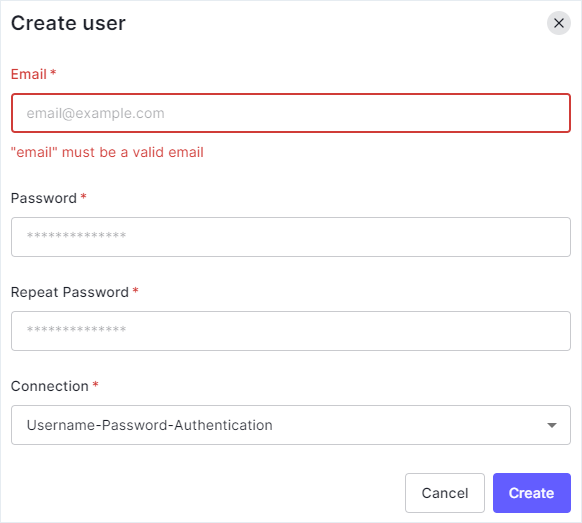 Create user
Email *
email@example.com
"email" must be a valid email
Password *
**************
Repeat Password *
**************
Connection *
Username-Password-Authentication
Cancel Create